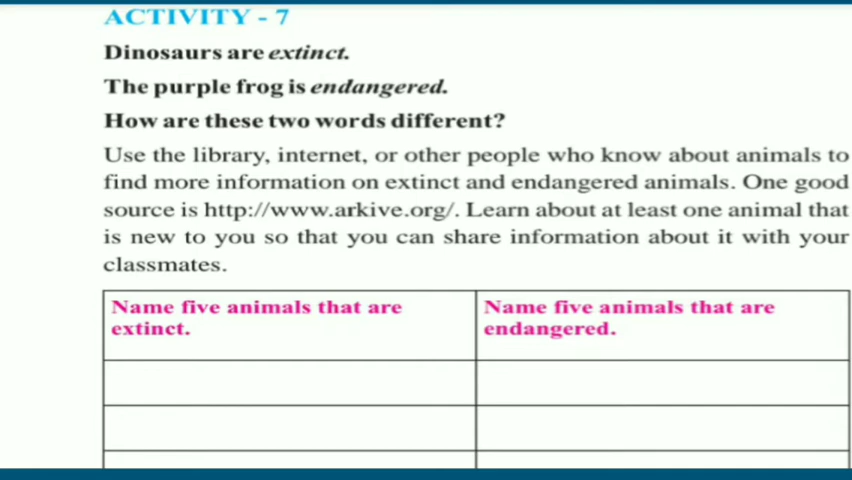 ACTIVITY - 7
Dinosaurs are extinct.
The purple frog is endangered.
How are these two words different?
Use the library, internet, or other people who know about animals to
find more information on extinct and endangered animals. One good
source is http://www.arkive.org/. Learn about at least one animal that
is new to you so that you can share information about it with your
classmates.
Name five animals that are
extinct.
Name five animals that are
endangered.